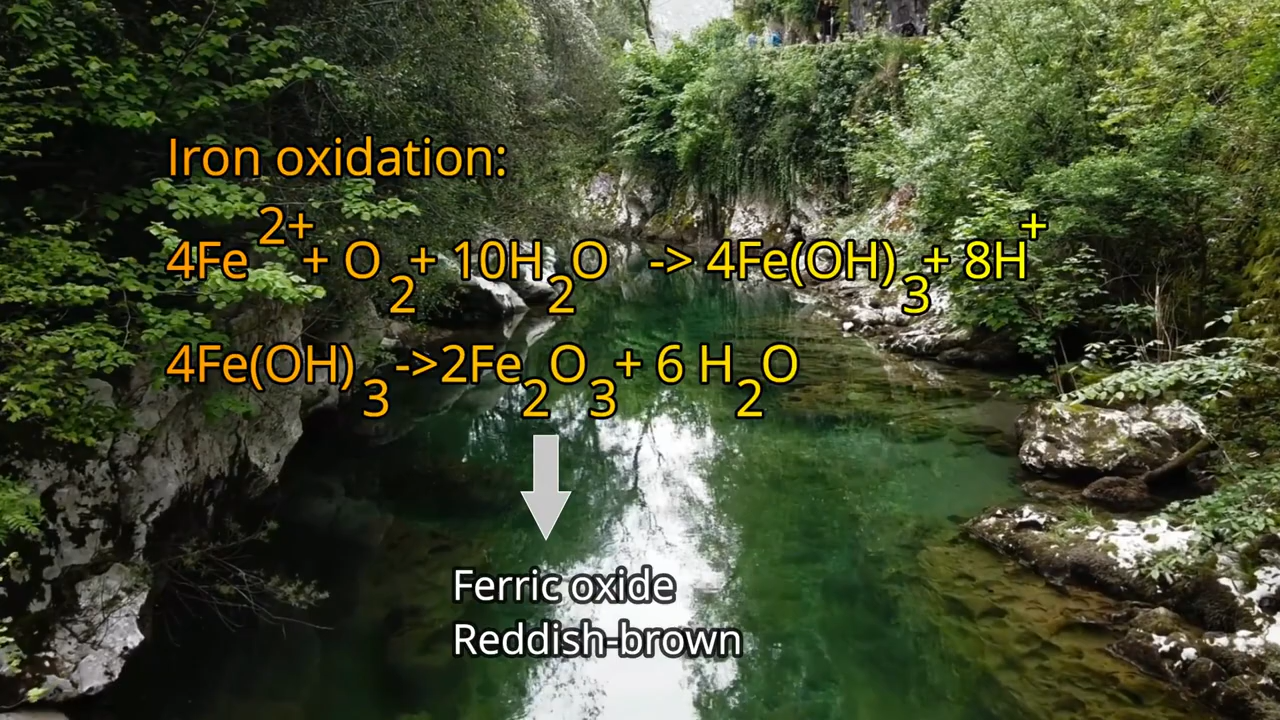 Iron oxidation:
4Fe²⁺ + O₂ + 10H₂O -> 4Fe(OH)₃ + 8H⁺
4Fe(OH)₃ ->2Fe₂O₃ + 6 H₂O
Ferric oxide
Reddish-brown